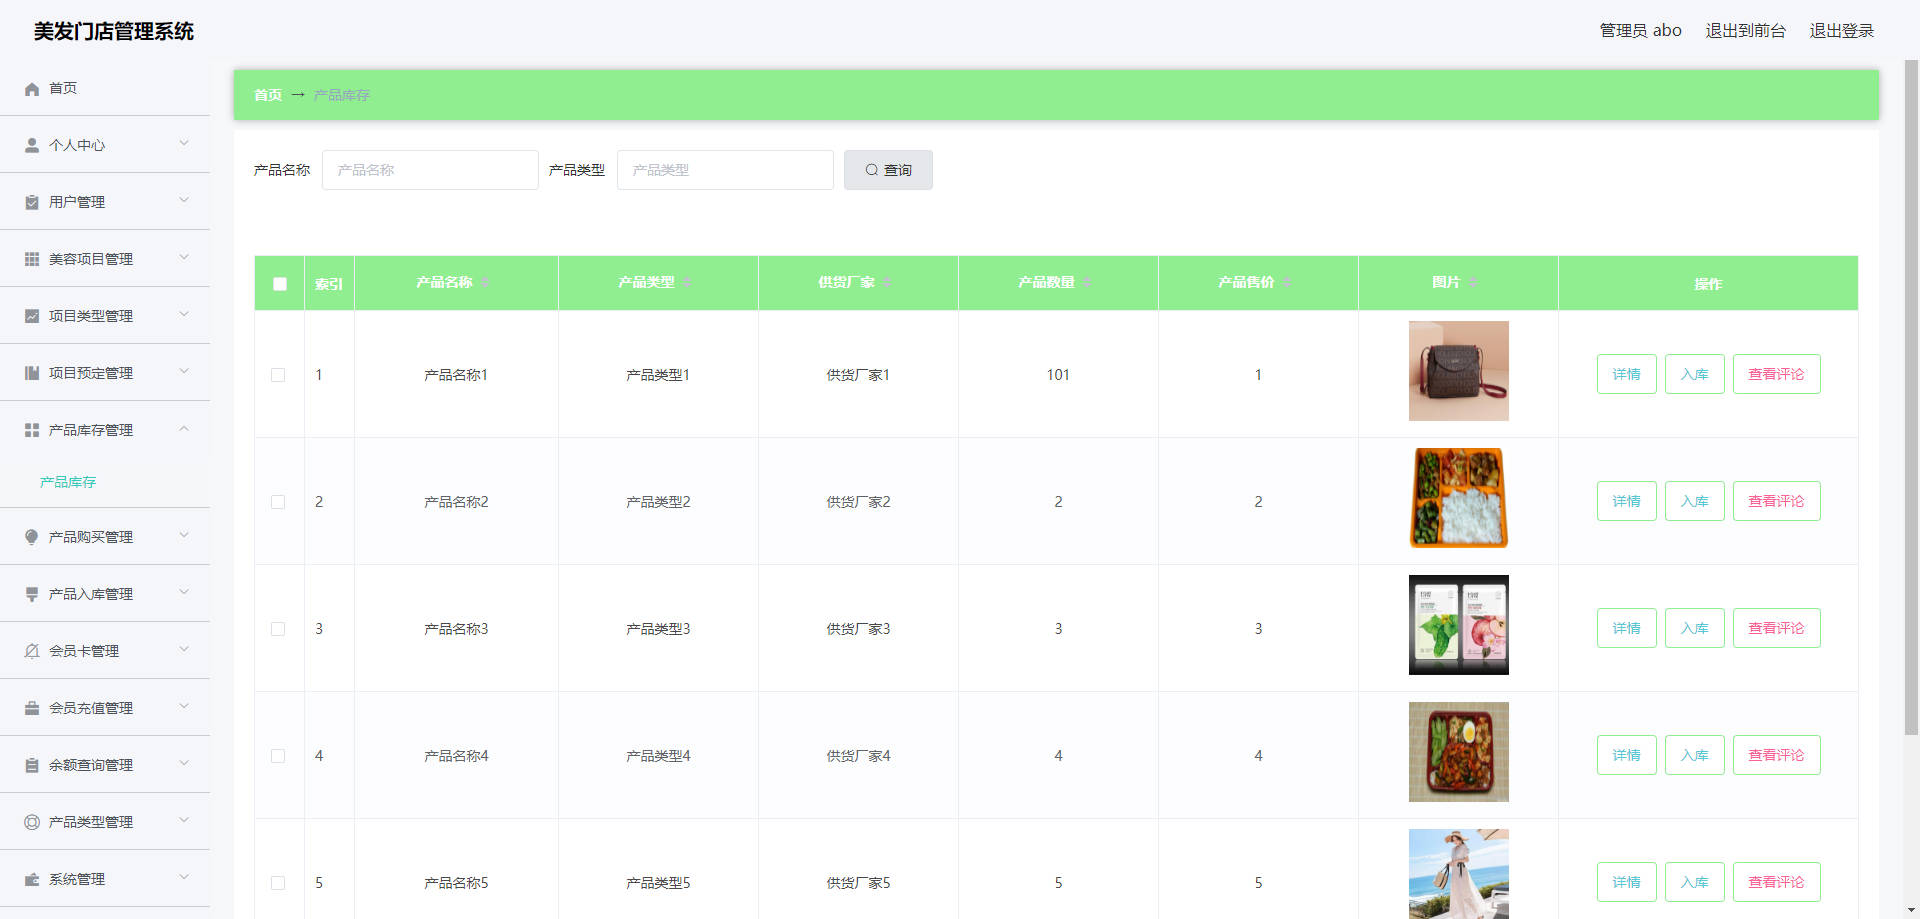 美发门店管理系统
管理员 abo 退出到前台 退出登录
首页
个人中心
用户管理
美容项目管理
项目类型管理
项目预定管理
产品库存管理
产品库存
产品购买管理
产品入库管理
会员卡管理
会员充值管理
余额查询管理
产品类型管理
系统管理
首页 → 产品库存
产品名称 产品名称 产品类型 产品类型 查询
索引 产品名称 产品类型 供货厂家 产品数量 产品售价 图片 操作
1 产品名称1 产品类型1 供货厂家1 101 1 详情 入库 查看评论
2 产品名称2 产品类型2 供货厂家2 2 2 详情 入库 查看评论
3 产品名称3 产品类型3 供货厂家3 3 3 详情 入库 查看评论
4 产品名称4 产品类型4 供货厂家4 4 4 详情 入库 查看评论
5 产品名称5 产品类型5 供货厂家5 5 5 详情 入库 查看评论